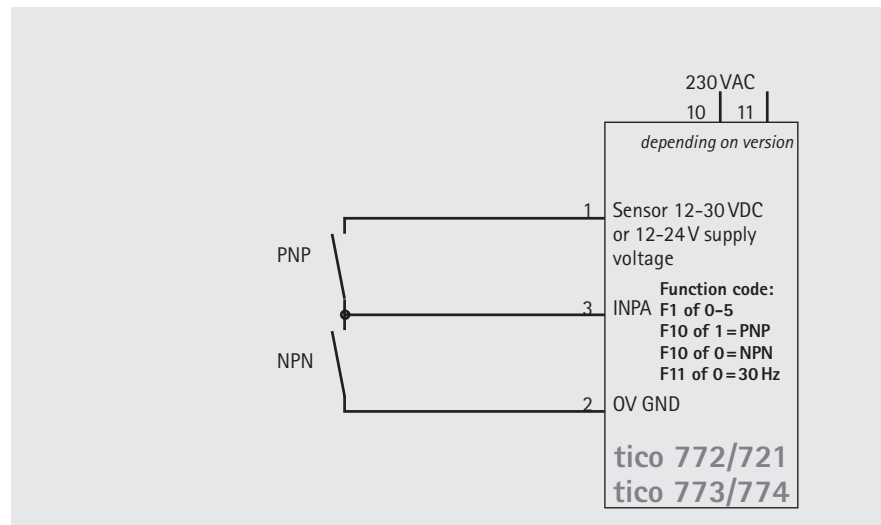 230 VAC
10 11
depending on version
1 Sensor 12-30 VDC
or 12-24 V supply
voltage
PNP
Function code:
3 INPA F1 of 0-5
F10 of 1=PNP
F10 of 0=NPN
F11 of 0=30 Hz
NPN
2 0V GND
tico 772/721
tico 773/774